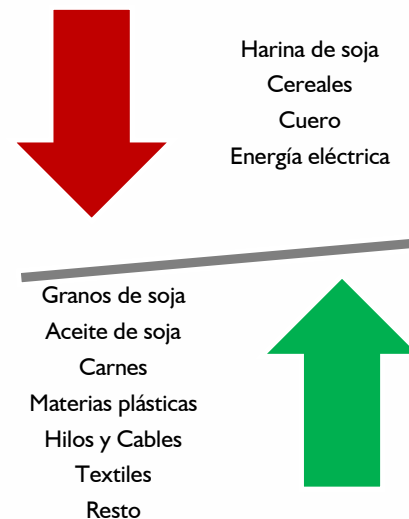 Harina de soja
Cereales
Cuero
Energía eléctrica
Granos de soja
Aceite de soja
Carnes
Materias plásticas
Hilos y Cables
Textiles
Resto